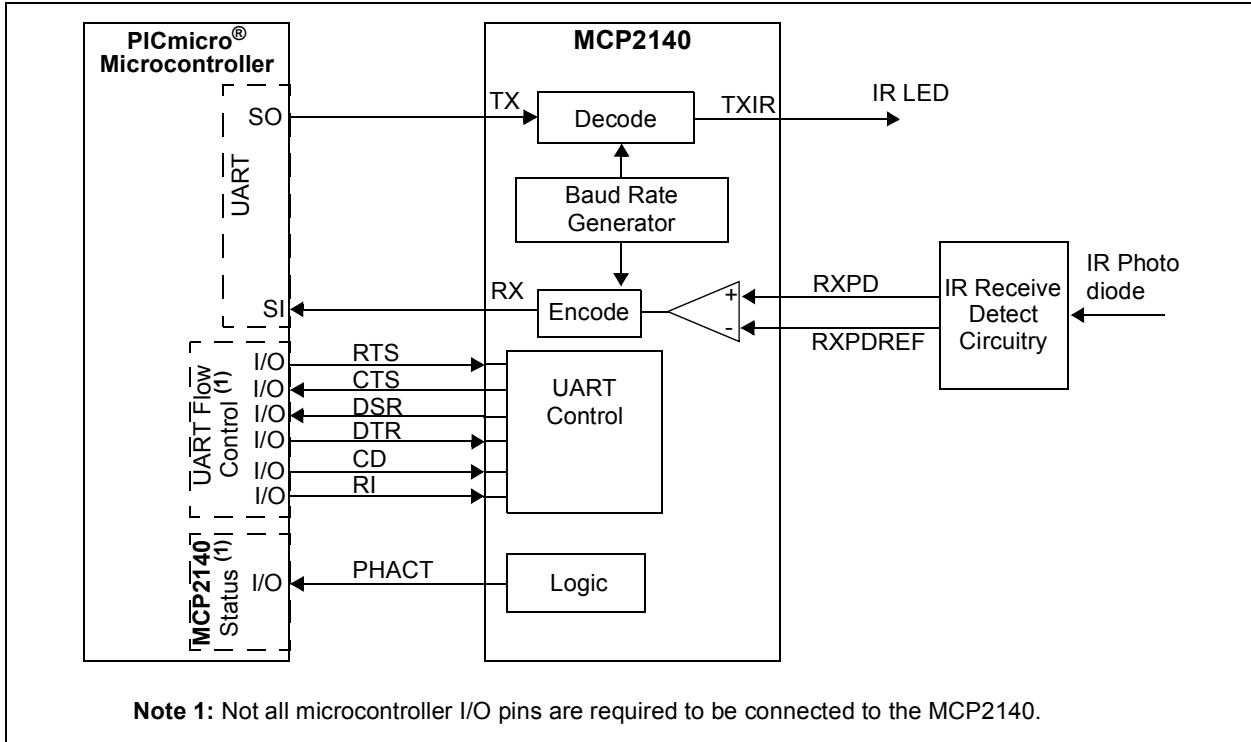 PICmicro®
Microcontroller
MCP2140
UART
SO
TX
Decode
TXIR
IR LED
Baud Rate
Generator
SI
RX
Encode
+
-
RXPD
RXPDREF
IR Receive
Detect
Circuitry
IR Photo
diode
UART Flow
Control (1)
I/O
RTS
I/O
CTS
I/O
DSR
I/O
DTR
I/O
CD
I/O
RI
UART
Control
MCP2140
Status (1)
I/O
PHACT
Logic
Note 1: Not all microcontroller I/O pins are required to be connected to the MCP2140.